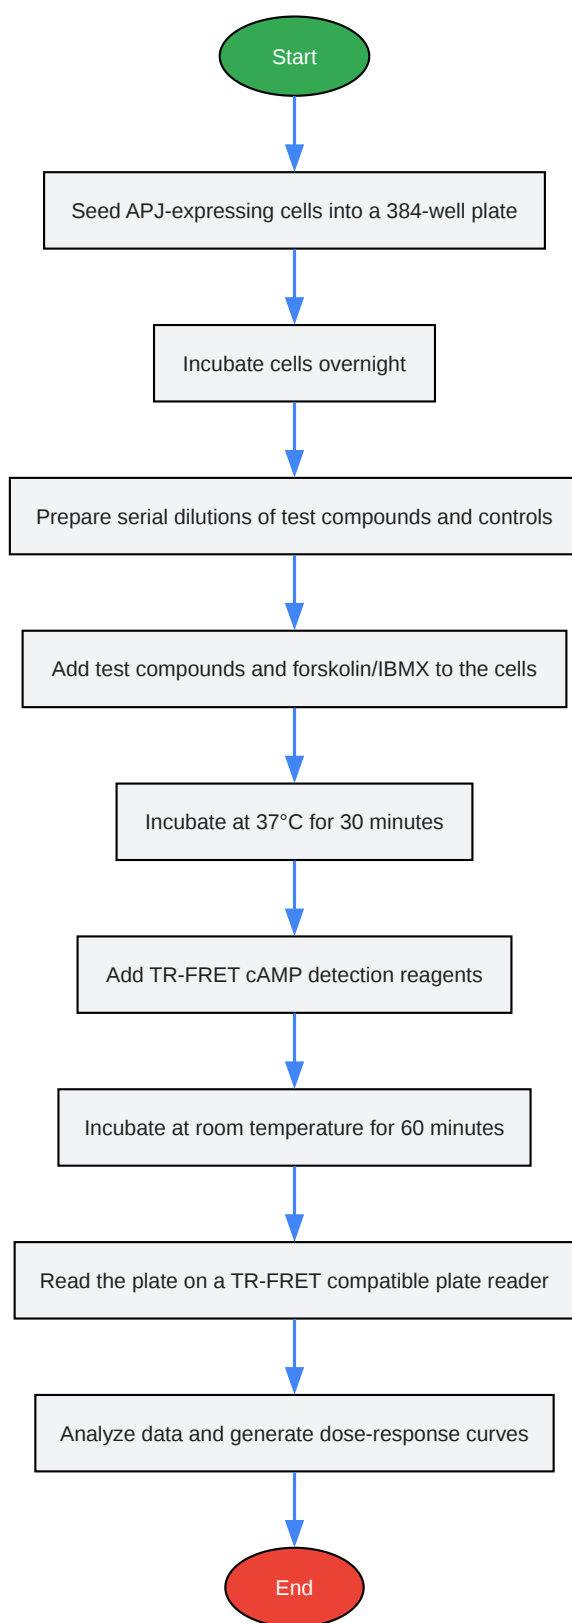 Start
Seed APJ-expressing cells into a 384-well plate
Incubate cells overnight
Prepare serial dilutions of test compounds and controls
Add test compounds and forskolin/IBMX to the cells
Incubate at 37°C for 30 minutes
Add TR-FRET cAMP detection reagents
Incubate at room temperature for 60 minutes
Read the plate on a TR-FRET compatible plate reader
Analyze data and generate dose-response curves
End